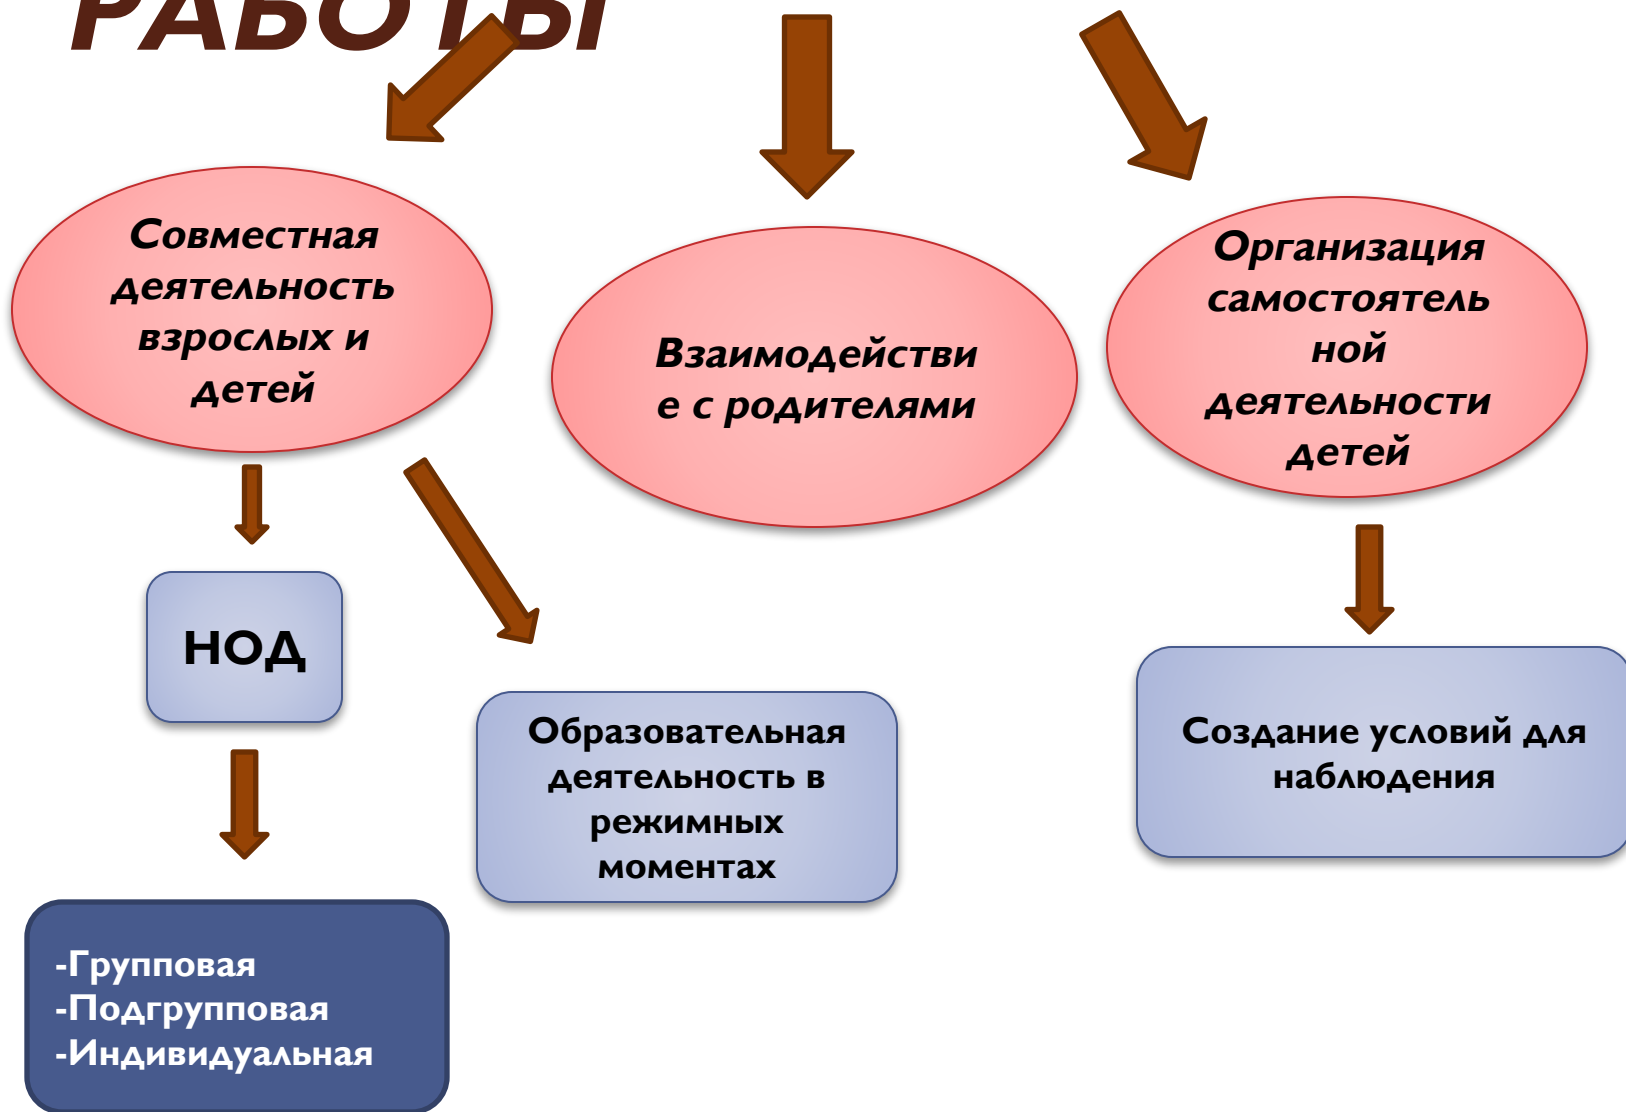 РАБОТЫ
Совместная
деятельность
взрослых и
детей
Взаимодействи
е с родителями
Организация
самостоятель
ной
деятельности
детей
НОД
Образовательная
деятельность в
режимных
моментах
Создание условий для
наблюдения
-Групповая
-Подгрупповая
-Индивидуальная